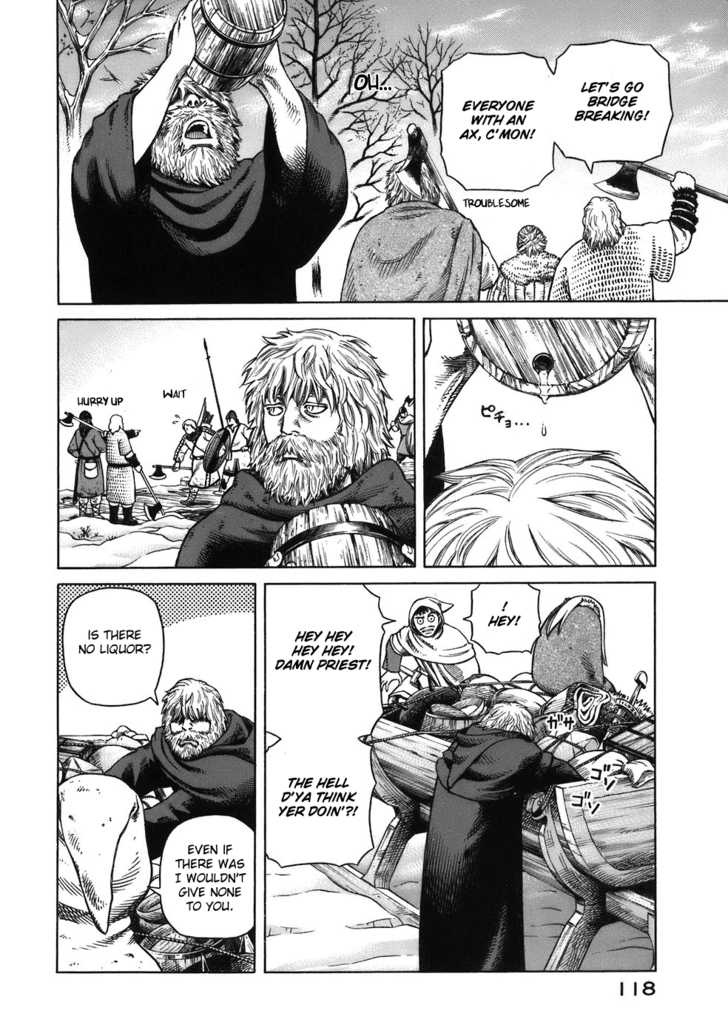 LET'S GO
BRIDGE
BREAKING!
EVERYONE
WITH AN
AX, C'MON!
OU...
TROUBLESOME
ピチョ...
WAIT
HURRY UP
!
HEY!
HEY HEY
HEY HEY!
DAMN PRIEST!
ガサ
ゴソ
ゴソ
THE HELL
D'YA THINK
YER DOIN'?!
IS THERE
NO LIQUOR?
EVEN IF
THERE WAS
I WOULDN'T
GIVE NONE
TO YOU.
118